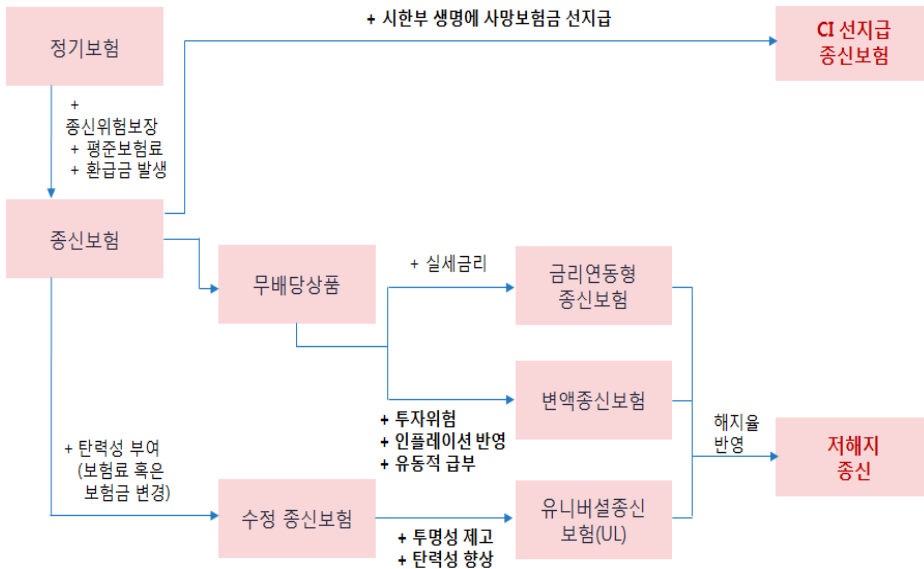 + 시한부 생명에 사망보험금 선지급
정기보험
CI 선지급
종신보험
+
종신위험보장
+ 평준보험료
+ 환급금 발생
종신보험
무배당상품
+ 실세금리
금리연동형
종신보험
변액종신보험
+ 투자위험
+ 인플레이션 반영
+ 유동적 급부
해지율
반영
저해지
종신
+ 탄력성 부여
(보험료 혹은
보험금 변경)
수정 종신보험
+ 투명성 제고
+ 탄력성 향상
유니버셜종신
보험(UL)